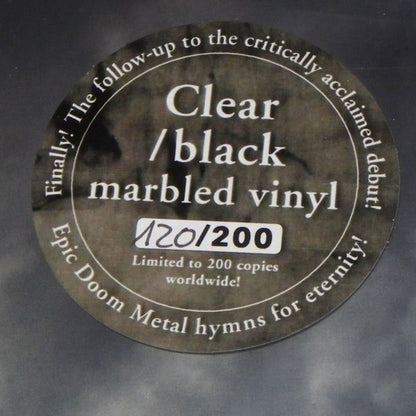 Finally! The follow-up to the critically acclaimed debut!
Clear
/black
marbled vinyl
120/200
Limited to 200 copies
worldwide!
Epic Doom Metal hymns for eternity!